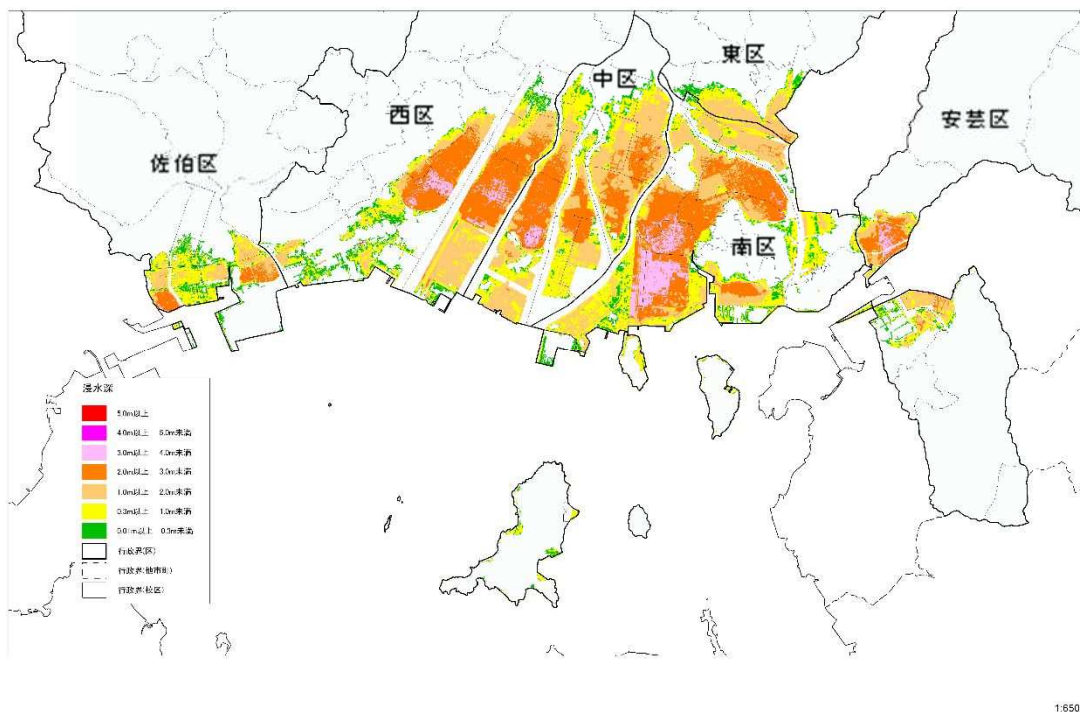 東区
中区
西区
安芸区
佐伯区
南区
浸水深
5.0m以上
4.0m以上 5.0m未満
3.0m以上 4.0m未満
2.0m以上 3.0m未満
1.0m以上 2.0m未満
0.3m以上 1.0m未満
0.01m以上 0.3m未満
行政界(区)
行政界(他市町)
行政界(校区)
1:650